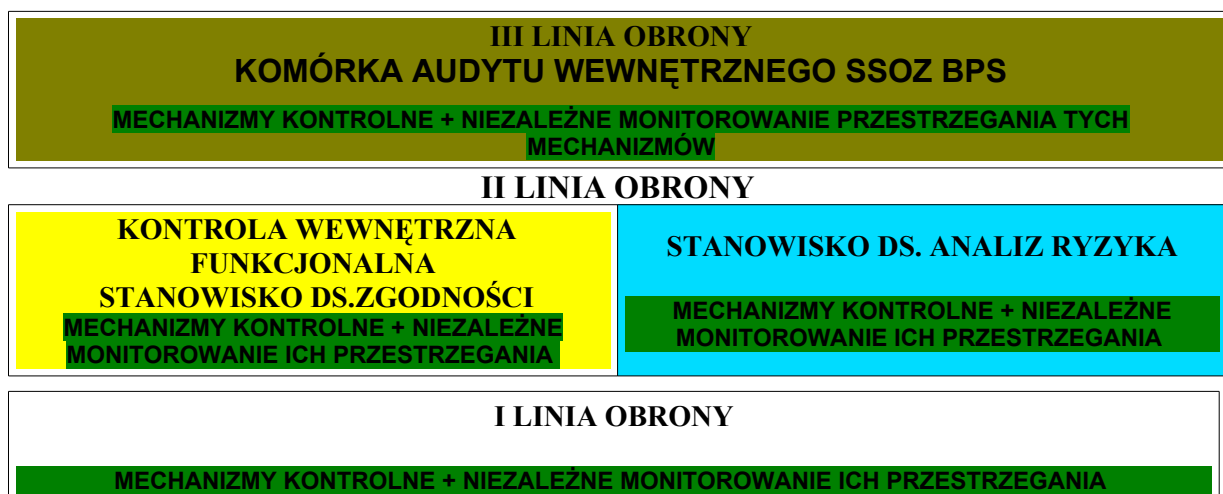 III LINIA OBRONY
KOMÓRKA AUDYTU WEWNĘTRZNEGO SSOZ BPS
MECHANIZMY KONTROLNE + NIEZALEŻNE MONITOROWANIE PRZESTRZEGANIA TYCH
MECHANIZMÓW
II LINIA OBRONY
KONTROLA WEWNĘTRZNA
FUNKCJONALNA
STANOWISKO DS.ZGODNOŚCI
MECHANIZMY KONTROLNE + NIEZALEŻNE
MONITOROWANIE ICH PRZESTRZEGANIA
STANOWISKO DS. ANALIZ RYZYKA
MECHANIZMY KONTROLNE + NIEZALEŻNE
MONITOROWANIE ICH PRZESTRZEGANIA
I LINIA OBRONY
MECHANIZMY KONTROLNE + NIEZALEŻNE MONITOROWANIE ICH PRZESTRZEGANIA